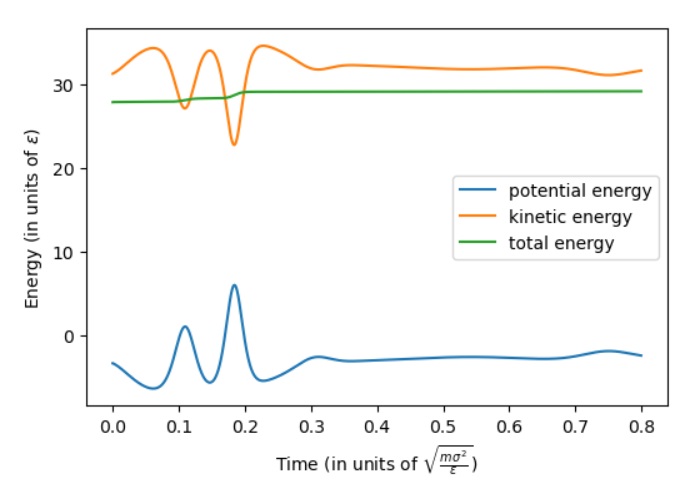 Energy (in units of ε)
30
20
10
0
potential energy
kinetic energy
total energy
0.0 0.1 0.2 0.3 0.4 0.5 0.6 0.7 0.8
Time (in units of √(mσ²/ε))